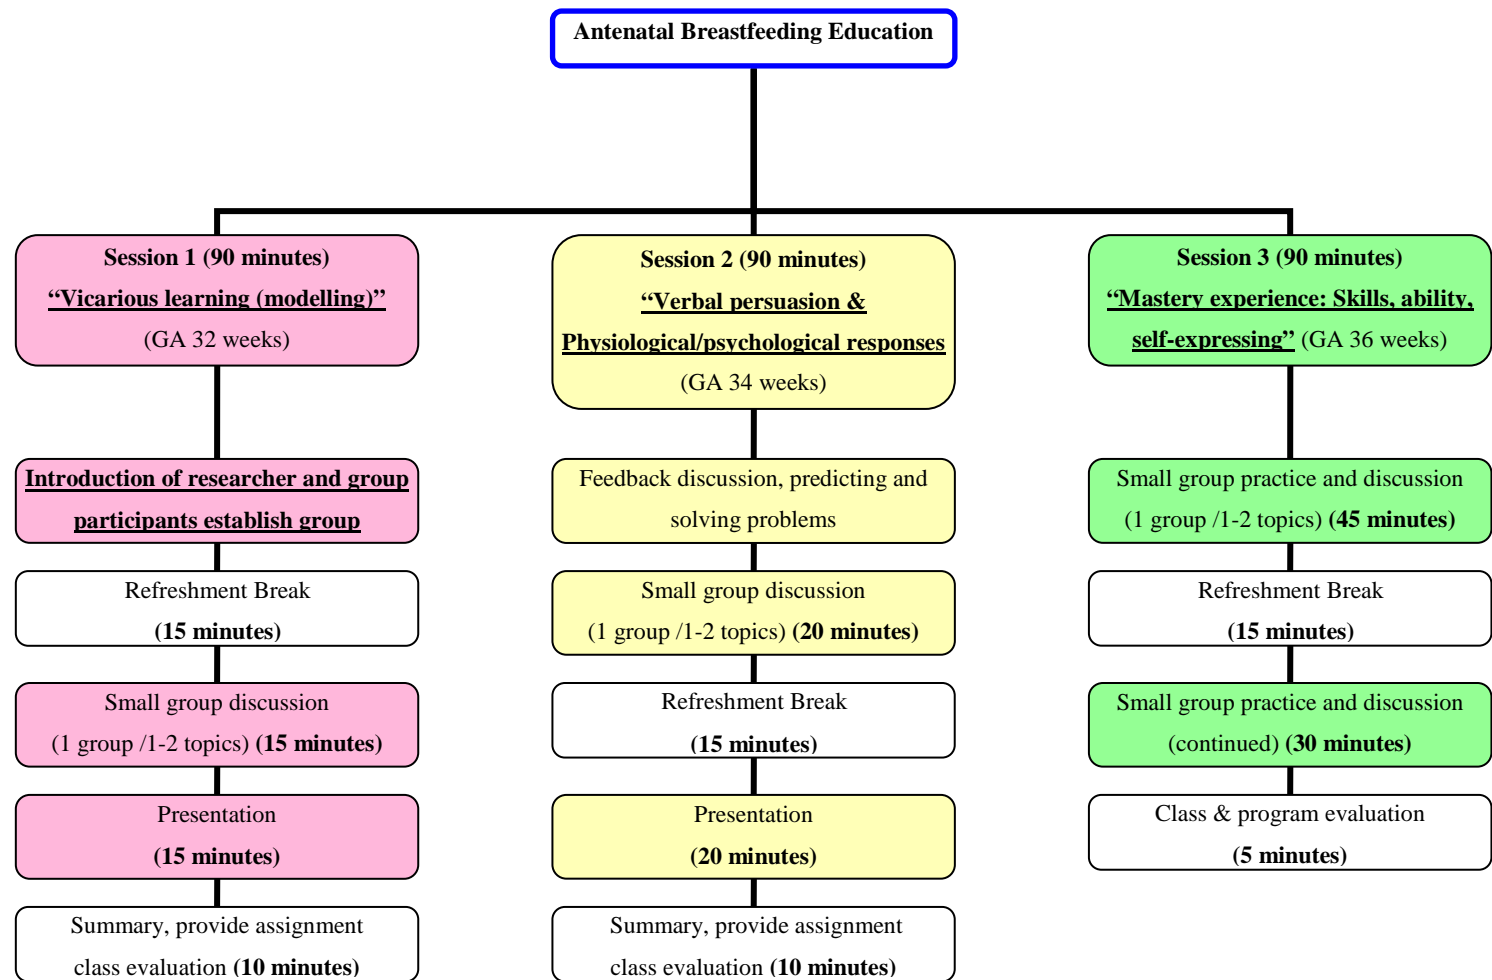 Antenatal Breastfeeding Education
Session 1 (90 minutes)
“Vicarious learning (modelling)”
(GA 32 weeks)
Introduction of researcher and group
participants establish group
Refreshment Break
(15 minutes)
Small group discussion
(1 group /1-2 topics) (15 minutes)
Presentation
(15 minutes)
Summary, provide assignment
class evaluation (10 minutes)
Session 2 (90 minutes)
“Verbal persuasion &
Physiological/psychological responses
(GA 34 weeks)
Feedback discussion, predicting and
solving problems
Small group discussion
(1 group /1-2 topics) (20 minutes)
Refreshment Break
(15 minutes)
Presentation
(20 minutes)
Summary, provide assignment
class evaluation (10 minutes)
Session 3 (90 minutes)
“Mastery experience: Skills, ability,
self-expressing” (GA 36 weeks)
Small group practice and discussion
(1 group /1-2 topics) (45 minutes)
Refreshment Break
(15 minutes)
Small group practice and discussion
(continued) (30 minutes)
Class & program evaluation
(5 minutes)